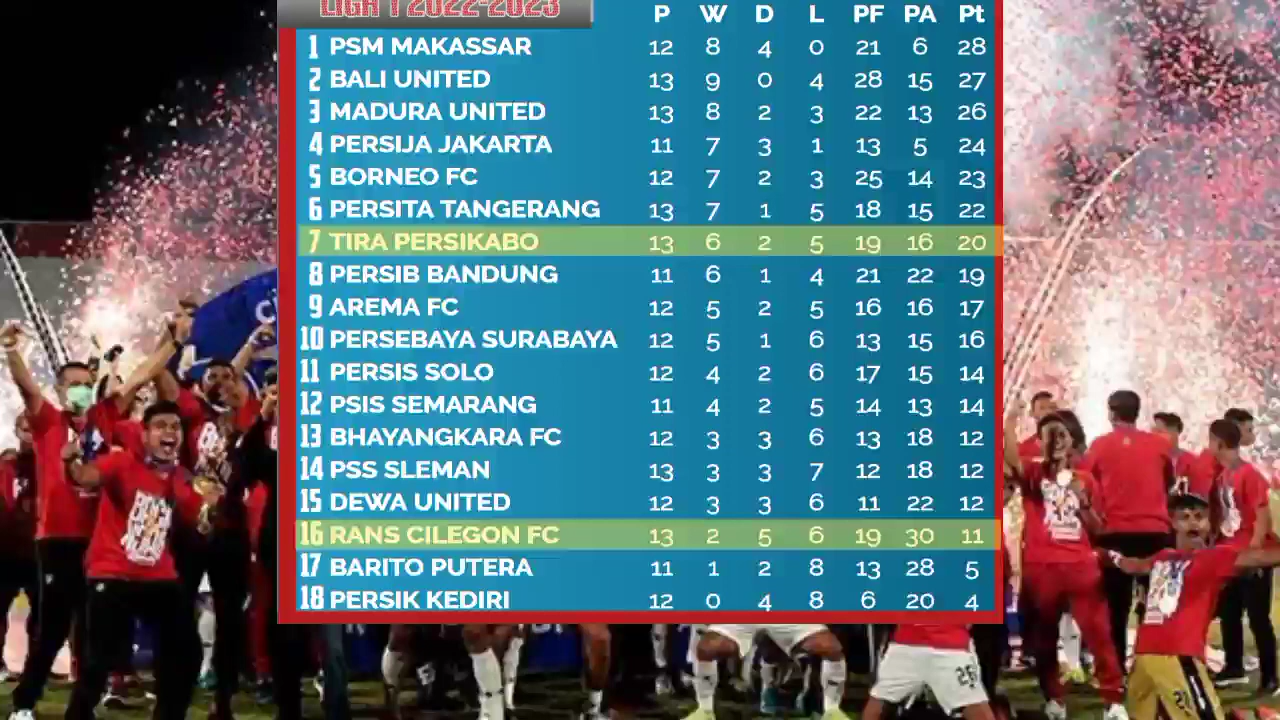 LIGA 1 2022-2023
P W D L PF PA Pt
1 PSM MAKASSAR 12 8 4 0 21 6 28
2 BALI UNITED 13 9 0 4 28 15 27
3 MADURA UNITED 13 8 2 3 22 13 26
4 PERSIJA JAKARTA 11 7 3 1 13 5 24
5 BORNEO FC 12 7 2 3 25 14 23
6 PERSITA TANGERANG 13 7 1 5 18 15 22
7 TIRA PERSIKABO 13 6 2 5 19 16 20
8 PERSIB BANDUNG 11 6 1 4 21 22 19
9 AREMA FC 12 5 2 5 16 16 17
10 PERSEBAYA SURABAYA 12 5 1 6 13 15 16
11 PERSIS SOLO 12 4 2 6 17 15 14
12 PSIS SEMARANG 11 4 2 5 14 13 14
13 BHAYANGKARA FC 12 3 3 6 13 18 12
14 PSS SLEMAN 13 3 3 7 12 18 12
15 DEWA UNITED 12 3 3 6 11 22 12
16 RANS CILEGON FC 13 2 5 6 19 30 11
17 BARITO PUTERA 11 1 2 8 13 28 5
18 PERSIK KEDIRI 12 0 4 8 6 20 4